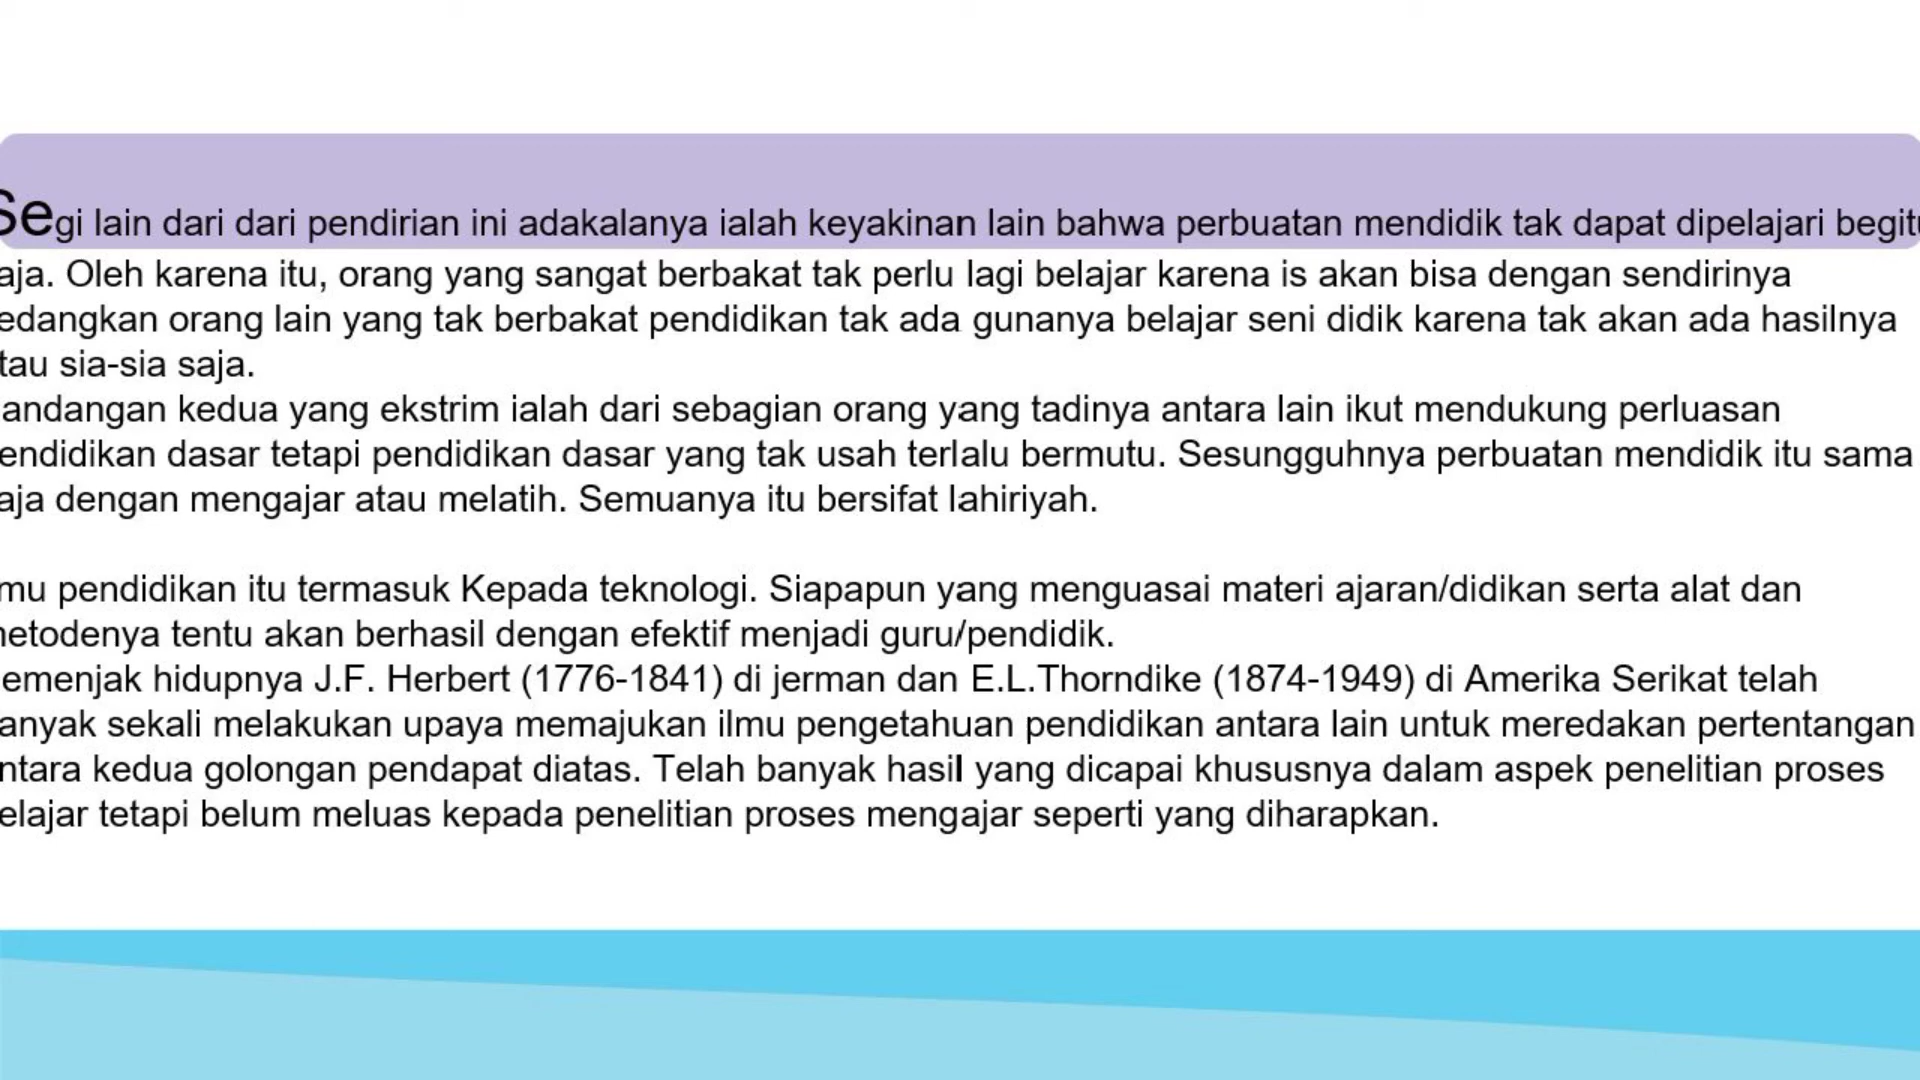 Segi lain dari dari pendirian ini adakalanya ialah keyakinan lain bahwa perbuatan mendidik tak dapat dipelajari begit
aja. Oleh karena itu, orang yang sangat berbakat tak perlu lagi belajar karena is akan bisa dengan sendirinya
edangkan orang lain yang tak berbakat pendidikan tak ada gunanya belajar seni didik karena tak akan ada hasilnya
tau sia-sia saja.
andangan kedua yang ekstrim ialah dari sebagian orang yang tadinya antara lain ikut mendukung perluasan
endidikan dasar tetapi pendidikan dasar yang tak usah terlalu bermutu. Sesungguhnya perbuatan mendidik itu sama
aja dengan mengajar atau melatih. Semuanya itu bersifat lahiriyah.
mu pendidikan itu termasuk Kepada teknologi. Siapapun yang menguasai materi ajaran/didikan serta alat dan
etodenya tentu akan berhasil dengan efektif menjadi guru/pendidik.
emenjak hidupnya J.F. Herbert (1776-1841) di jerman dan E.L.Thorndike (1874-1949) di Amerika Serikat telah
anyak sekali melakukan upaya memajukan ilmu pengetahuan pendidikan antara lain untuk meredakan pertentangan
ntara kedua golongan pendapat diatas. Telah banyak hasil yang dicapai khususnya dalam aspek penelitian proses
elajar tetapi belum meluas kepada penelitian proses mengajar seperti yang diharapkan.